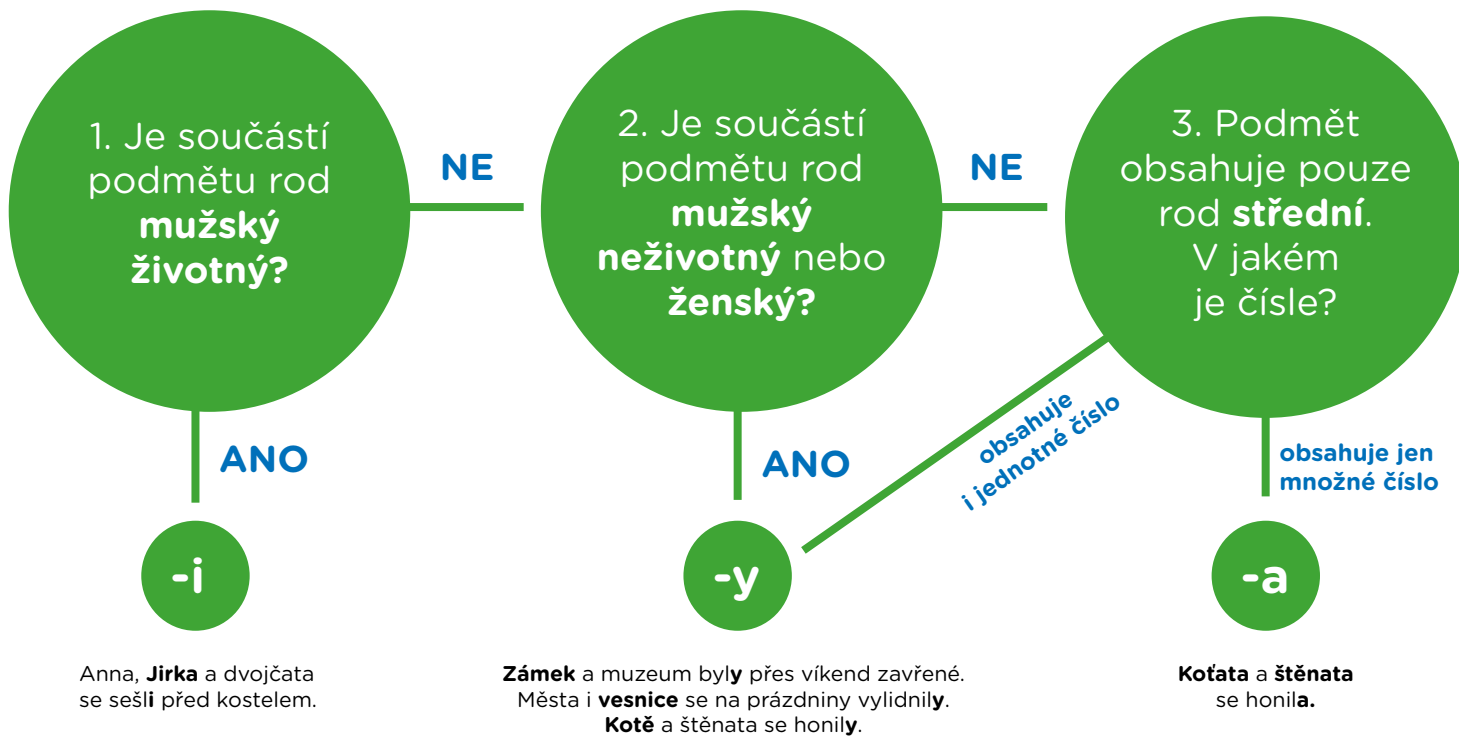 1. Je součástí
podmětu rod
mužský
životný?
NE
2. Je součástí
podmětu rod
mužský
neživotný nebo
ženský?
NE
3. Podmět
obsahuje pouze
rod střední.
V jakém
je čísle?
ANO
ANO
obsahuje
i jednotné číslo
obsahuje jen
množné číslo
-i
-y
-a
Anna, Jirka a dvojčata
se sešli před kostelem.
Zámek a muzeum byly přes víkend zavřené.
Města i vesnice se na prázdniny vylidnily.
Kotě a štěnata se honily.
Koťata a štěnata
se honila.